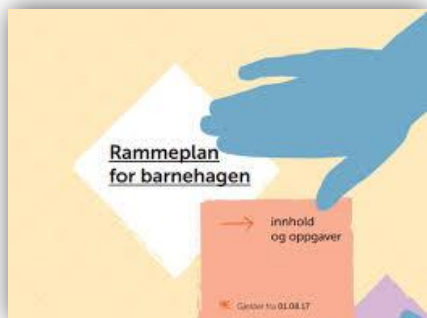 Rammeplan
for barnehagen
→ innhold
og oppgaver
Gjelder fra 01.08.17